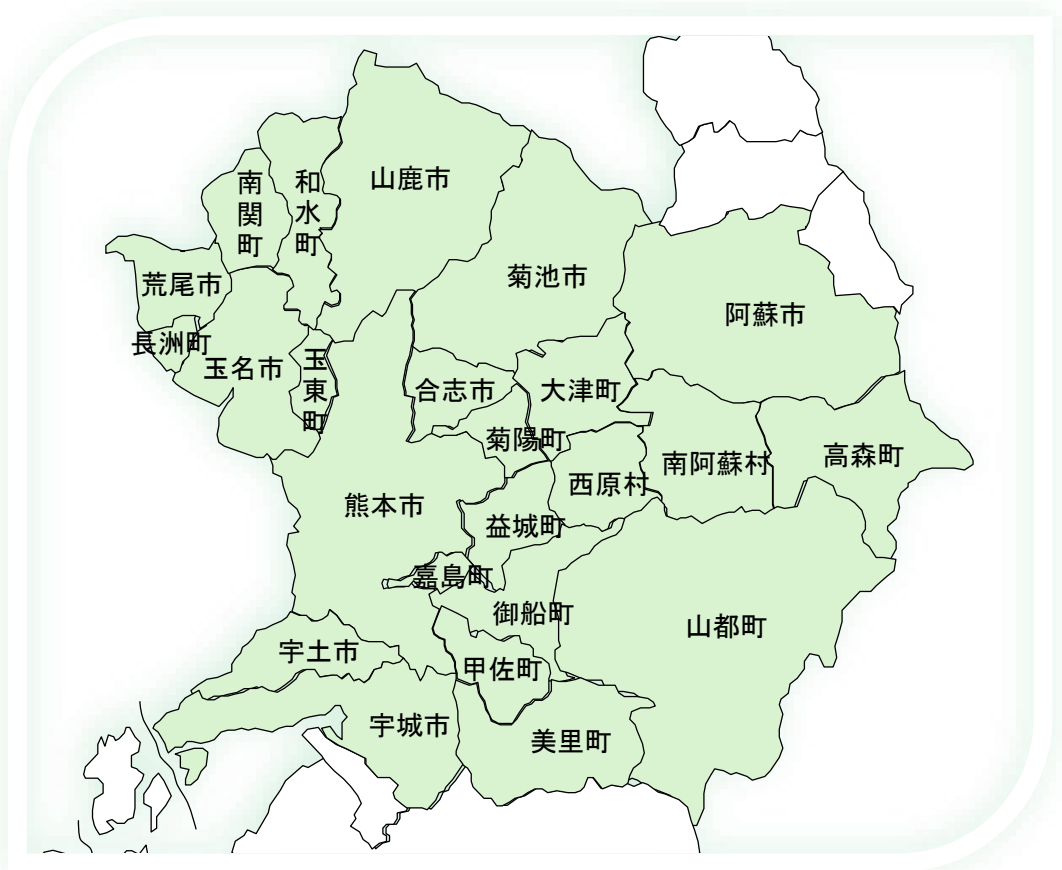 山鹿市
南関町
和水町
菊池市
荒尾市
阿蘇市
長洲町
玉名市
玉東町
合志市
大津町
菊陽町
南阿蘇村
高森町
西原村
熊本市
益城町
嘉島町
御船町
山都町
宇土市
甲佐町
宇城市
美里町